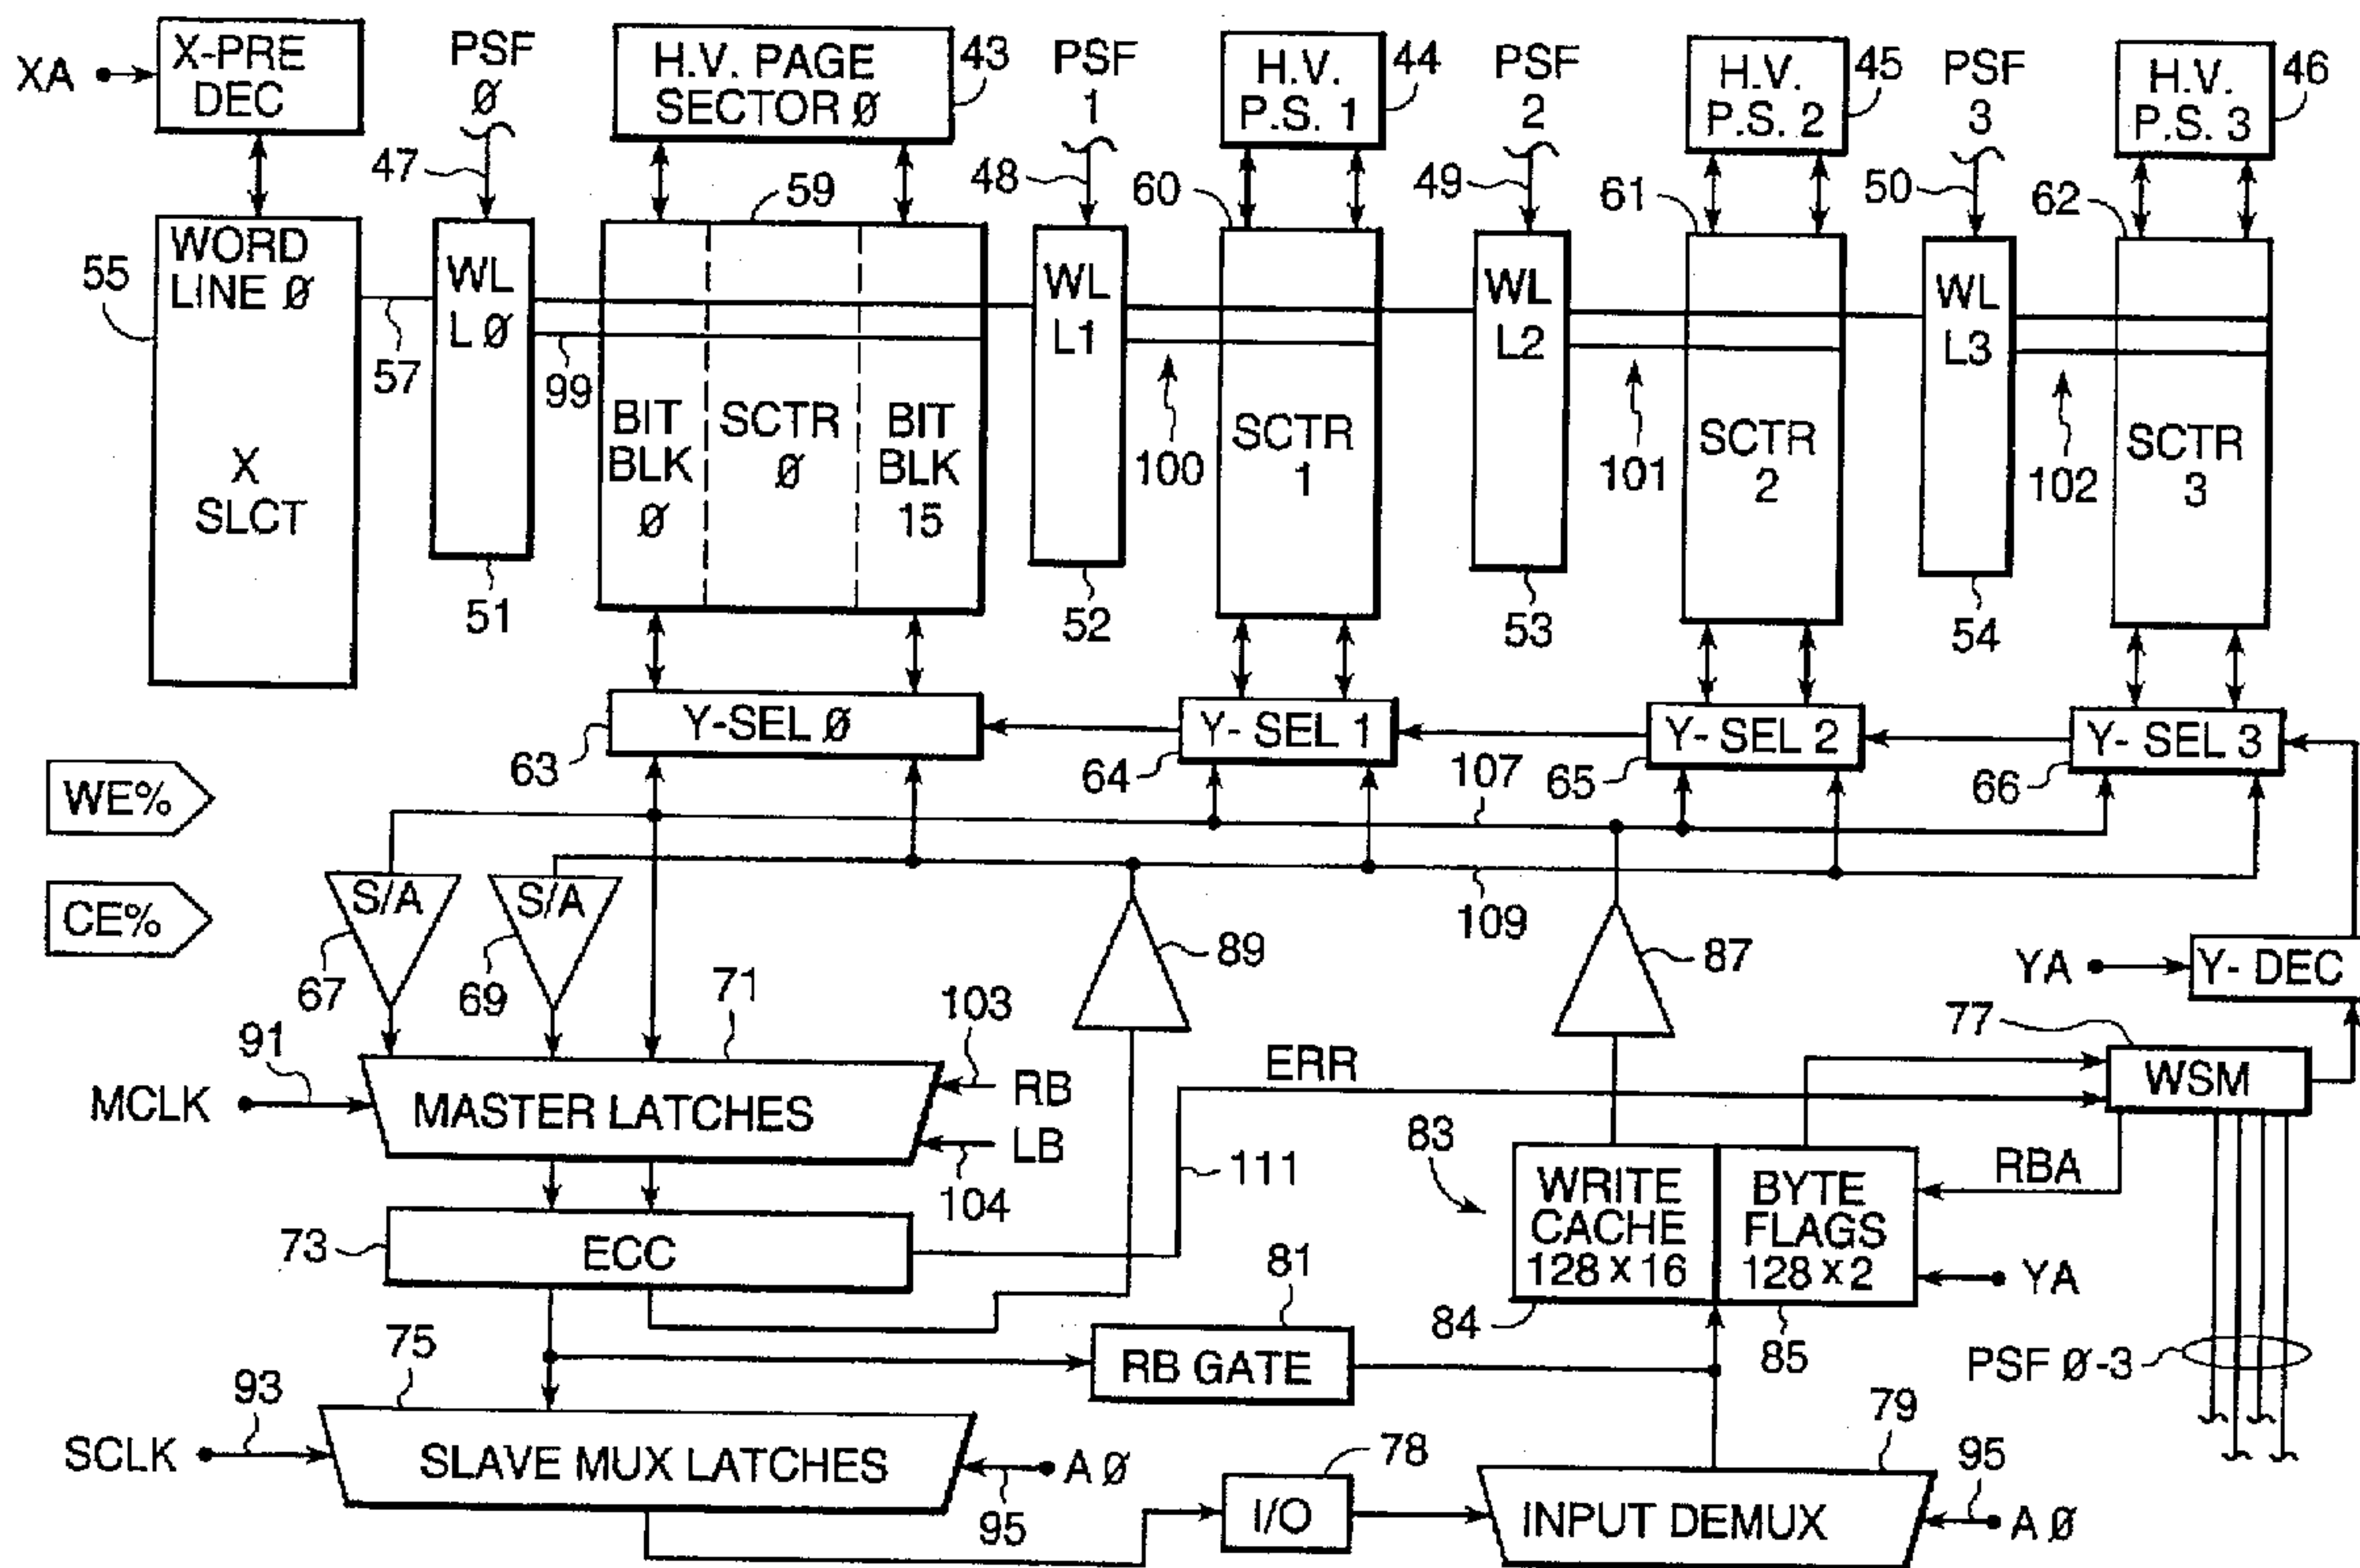 XA
X-PRE
DEC
PSF
Ø
47
H.V. PAGE
SECTOR Ø
43
PSF
1
48
H.V.
P.S. 1
44
PSF
2
49
H.V.
P.S. 2
45
PSF
3
50
H.V.
P.S. 3
46
55
WORD
LINE Ø
X
SLCT
57
WL
L Ø
51
99
59
BIT
BLK
Ø
SCTR
Ø
BIT
BLK
15
WL
L1
52
100
60
SCTR
1
WL
L2
53
101
61
SCTR
2
WL
L3
54
102
62
SCTR
3
Y-SEL Ø
63
Y- SEL 1
64
Y- SEL 2
65
Y- SEL 3
66
WE%
CE%
107
109
S/A
67
S/A
69
71
89
87
YA
Y- DEC
77
WSM
91
MCLK
MASTER LATCHES
103
RB
LB
104
ERR
111
83
WRITE
CACHE
128 x 16
84
BYTE
FLAGS
128 x 2
85
RBA
YA
73
ECC
81
RB GATE
PSF Ø-3
75
93
SCLK
SLAVE MUX LATCHES
A Ø
95
78
I/O
79
INPUT DEMUX
95
A Ø